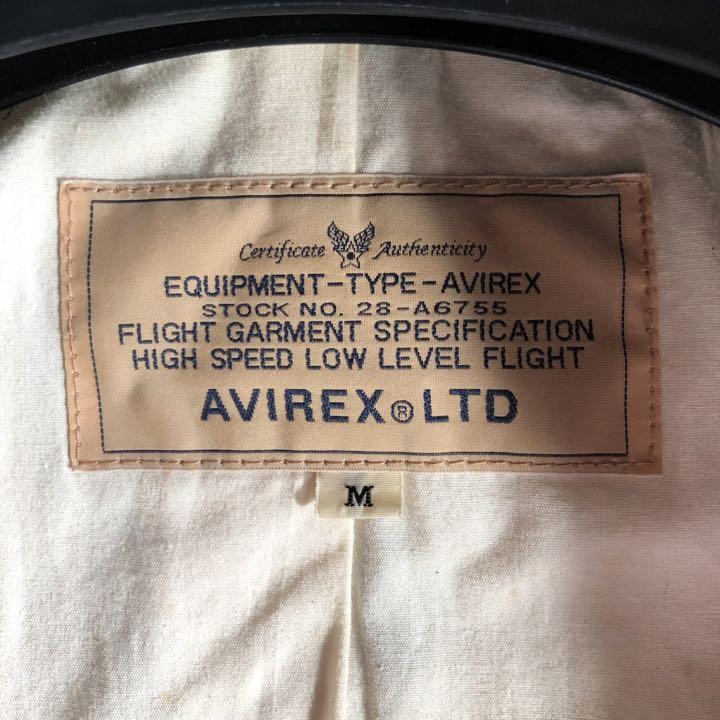 Certificate Authenticity
EQUIPMENT-TYPE-AVIREX
STOCK NO. 28-A6755
FLIGHT GARMENT SPECIFICATION
HIGH SPEED LOW LEVEL FLIGHT
AVIREX® LTD
M